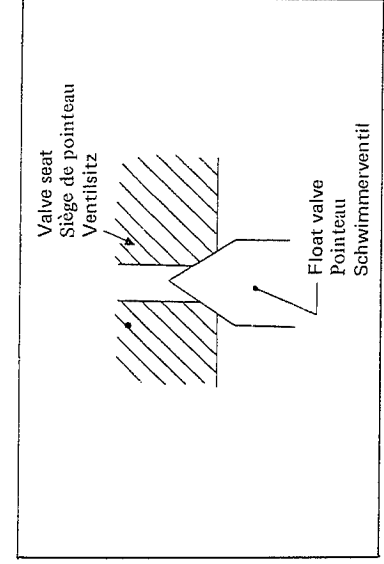 Valve seat
Siège de pointeau
Ventilsitz
Float valve
Pointeau
Schwimmerventil